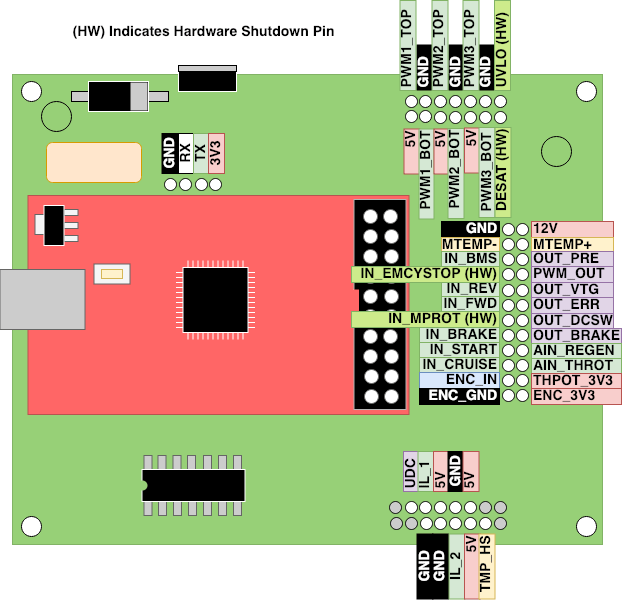 (HW) Indicates Hardware Shutdown Pin
PWM1_TOP
GND
PWM2_TOP
GND
PWM3_TOP
GND
UVLO (HW)
5V
PWM1_BOT
5V
PWM2_BOT
5V
PWM3_BOT
DESAT (HW)
GND
RX
TX
3V3
GND 12V
MTEMP- MTEMP+
IN_BMS OUT_PRE
IN_EMCYSTOP (HW) PWM_OUT
IN_REV OUT_VTG
IN_FWD OUT_ERR
IN_MPROT (HW) OUT_DCSW
IN_BRAKE OUT_BRAKE
IN_START AIN_REGEN
IN_CRUISE AIN_THROT
ENC_IN THPOT_3V3
ENC_GND ENC_3V3
UDC
IL_1
5V
GND
5V
GND
GND
IL_2
5V
TMP_HS